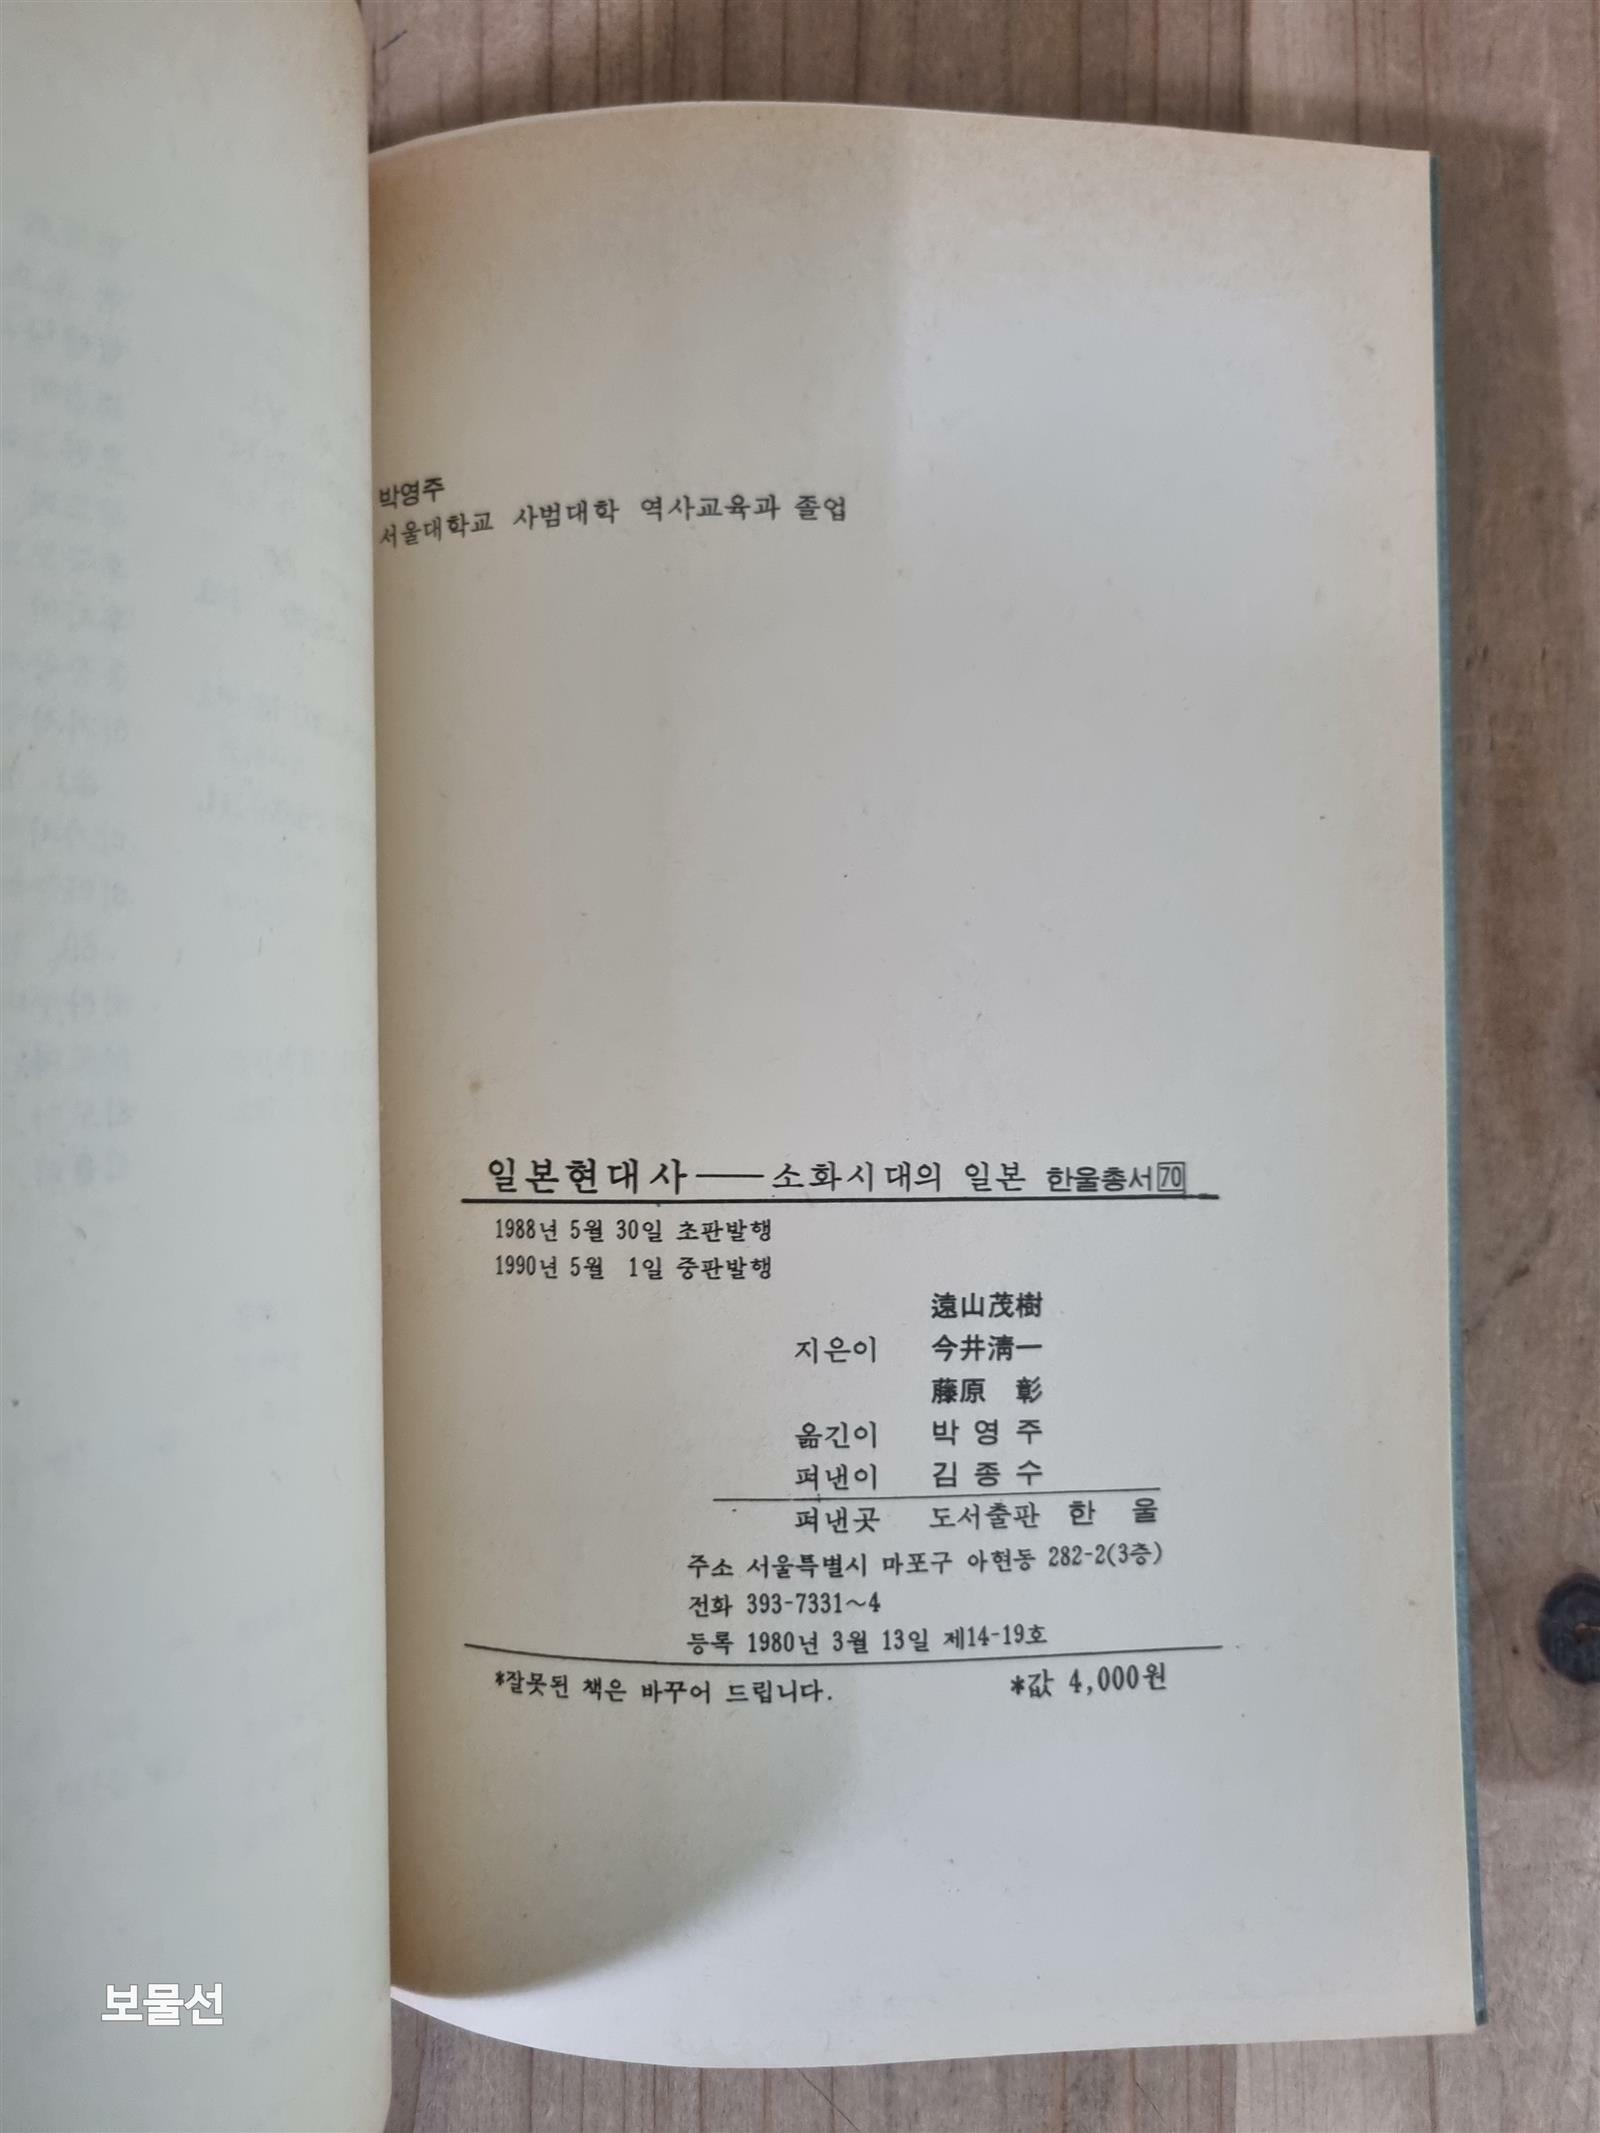 박영주
서울대학교 사범대학 역사교육과 졸업
일본현대사——소화시대의 일본 한울총서 70
1988년 5월 30일 초판발행
1990년 5월 1일 중판발행
遠山茂樹
지은이 今井淸一
藤原 彰
옮긴이 박 영 주
펴낸이 김 종 수
펴낸곳 도서출판 한 울
주소 서울특별시 마포구 아현동 282-2(3층)
전화 393-7331～4
등록 1980년 3월 13일 제14-19호
*잘못된 책은 바꾸어 드립니다. *값 4,000원
보물선